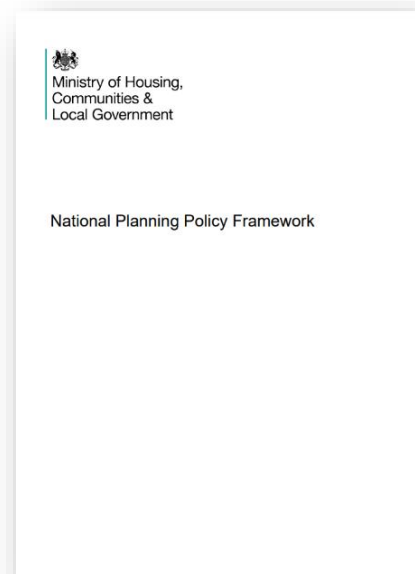 Ministry of Housing,
Communities &
Local Government
National Planning Policy Framework